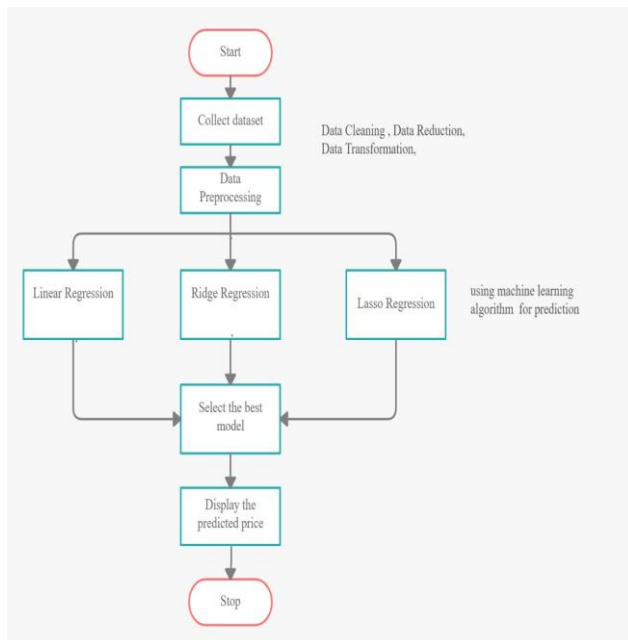 Start
Collect dataset
Data Cleaning , Data Reduction,
Data Transformation,
Data
Preprocessing
Linear Regression
Ridge Regression
Lasso Regression
using machine learning
algorithm for prediction
Select the best
model
Display the
predicted price
Stop